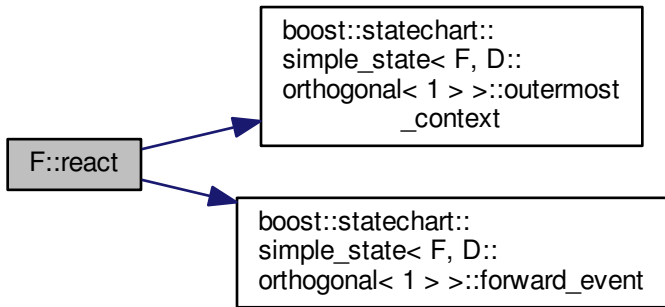 boost::statechart::
simple_state< F, D::
orthogonal< 1 > >::outermost
_context
F::react
boost::statechart::
simple_state< F, D::
orthogonal< 1 > >::forward_event